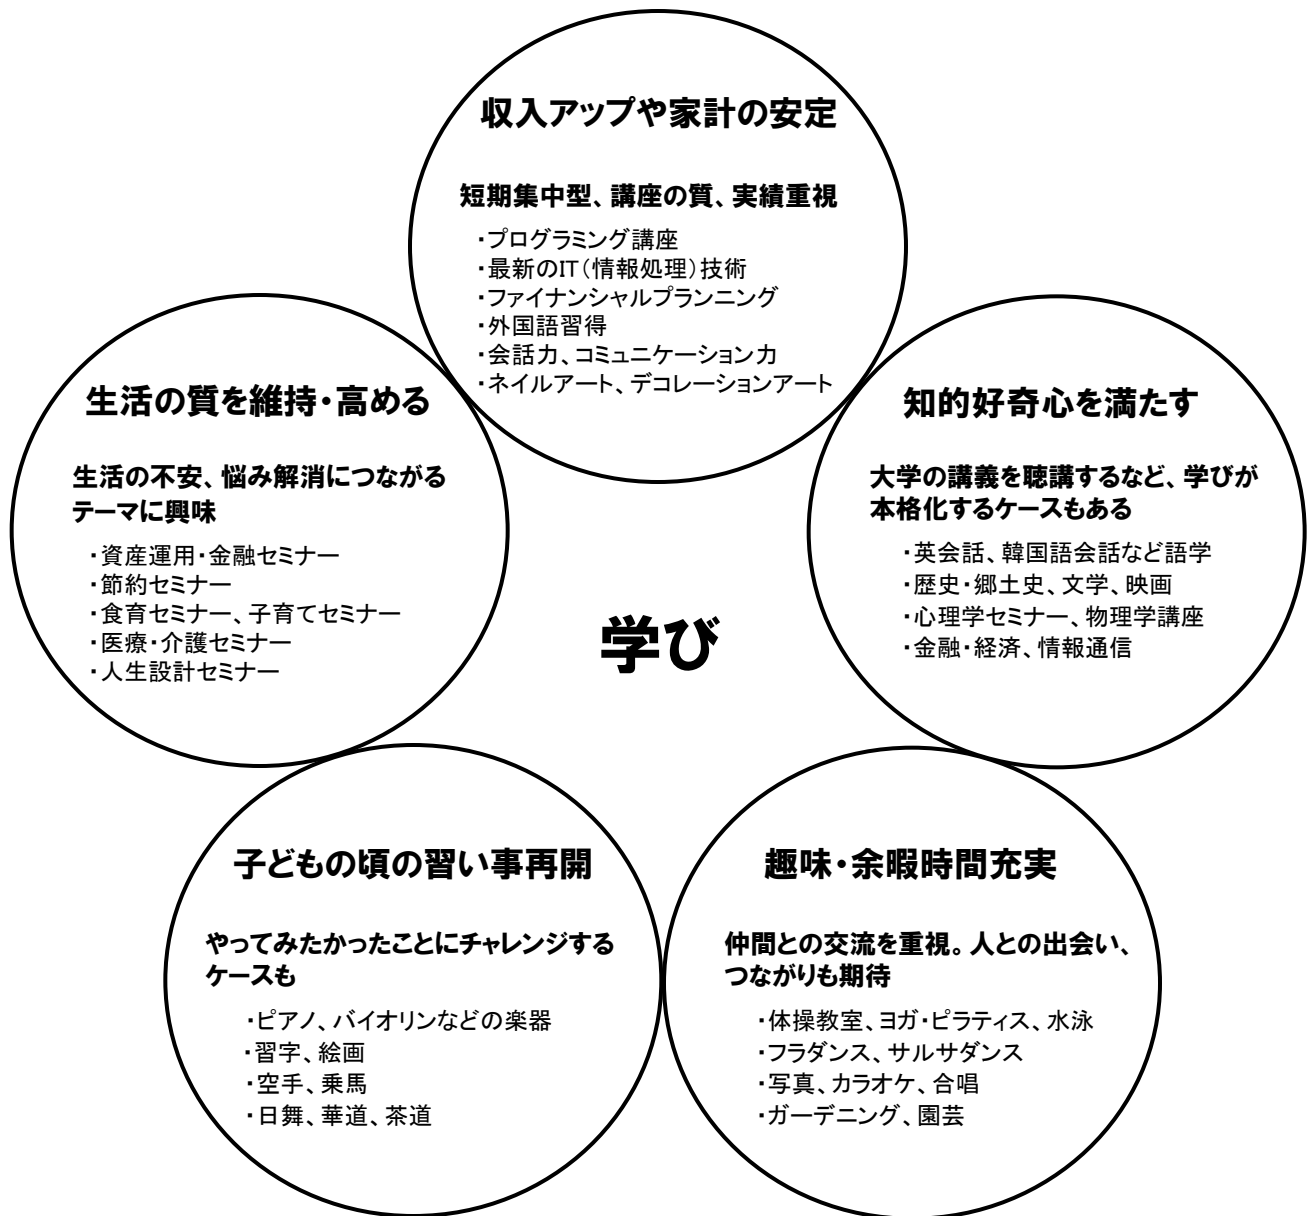 収入アップや家計の安定
短期集中型、講座の質、実績重視
・プログラミング講座
・最新のIT(情報処理)技術
・ファイナンシャルプランニング
・外国語習得
・会話力、コミュニケーション力
・ネイルアート、デコレーションアート
生活の質を維持・高める
生活の不安、悩み解消につながる
テーマに興味
・資産運用・金融セミナー
・節約セミナー
・食育セミナー、子育てセミナー
・医療・介護セミナー
・人生設計セミナー
知的好奇心を満たす
大学の講義を聴講するなど、学びが
本格化するケースもある
・英会話、韓国語会話など語学
・歴史・郷土史、文学、映画
・心理学セミナー、物理学講座
・金融・経済、情報通信
学び
子どもの頃の習い事再開
やってみたかったことにチャレンジする
ケースも
・ピアノ、バイオリンなどの楽器
・習字、絵画
・空手、乗馬
・日舞、華道、茶道
趣味・余暇時間充実
仲間との交流を重視。人との出会い、
つながりも期待
・体操教室、ヨガ・ピラティス、水泳
・フラダンス、サルサダンス
・写真、カラオケ、合唱
・ガーデニング、園芸